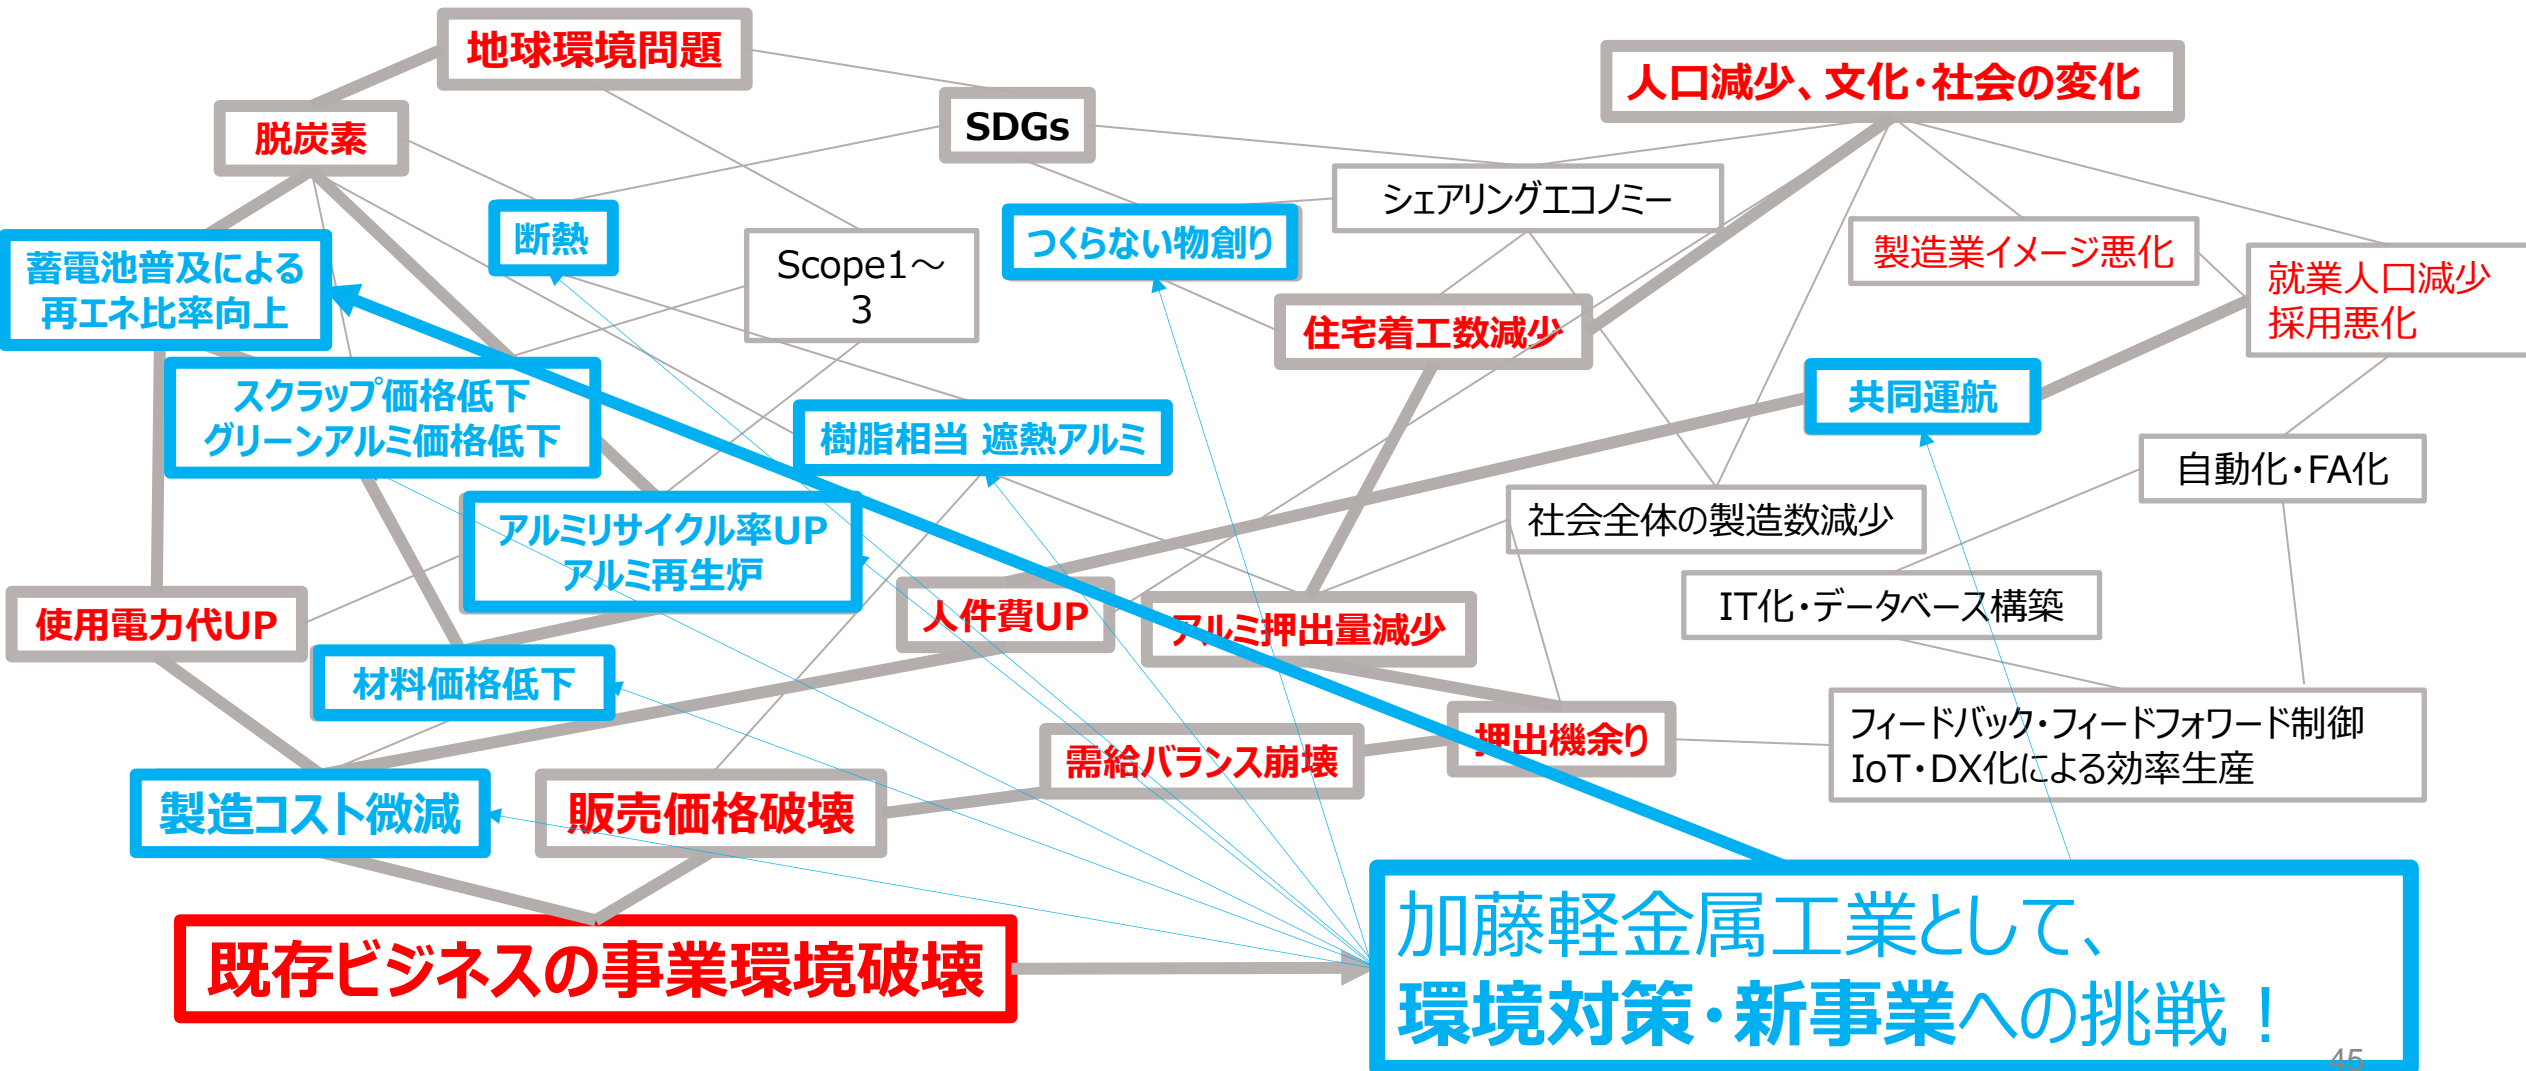 地球環境問題
人口減少、文化・社会の変化
脱炭素
SDGs
シェアリングエコノミー
断熱
つくらない物創り
製造業イメージ悪化
蓄電池普及による
再エネ比率向上
Scope1～
3
就業人口減少
採用悪化
住宅着工数減少
スクラップ価格低下
グリーンアルミ価格低下
共同運航
樹脂相当 遮熱アルミ
自動化・FA化
アルミリサイクル率UP
アルミ再生炉
社会全体の製造数減少
使用電力代UP
人件費UP
アルミ押出量減少
IT化・データベース構築
材料価格低下
需給バランス崩壊
押出機余り
フィードバック・フィードフォワード制御
IoT・DX化による効率生産
製造コスト微減
販売価格破壊
既存ビジネスの事業環境破壊
加藤軽金属工業として、
環境対策・新事業への挑戦！
45